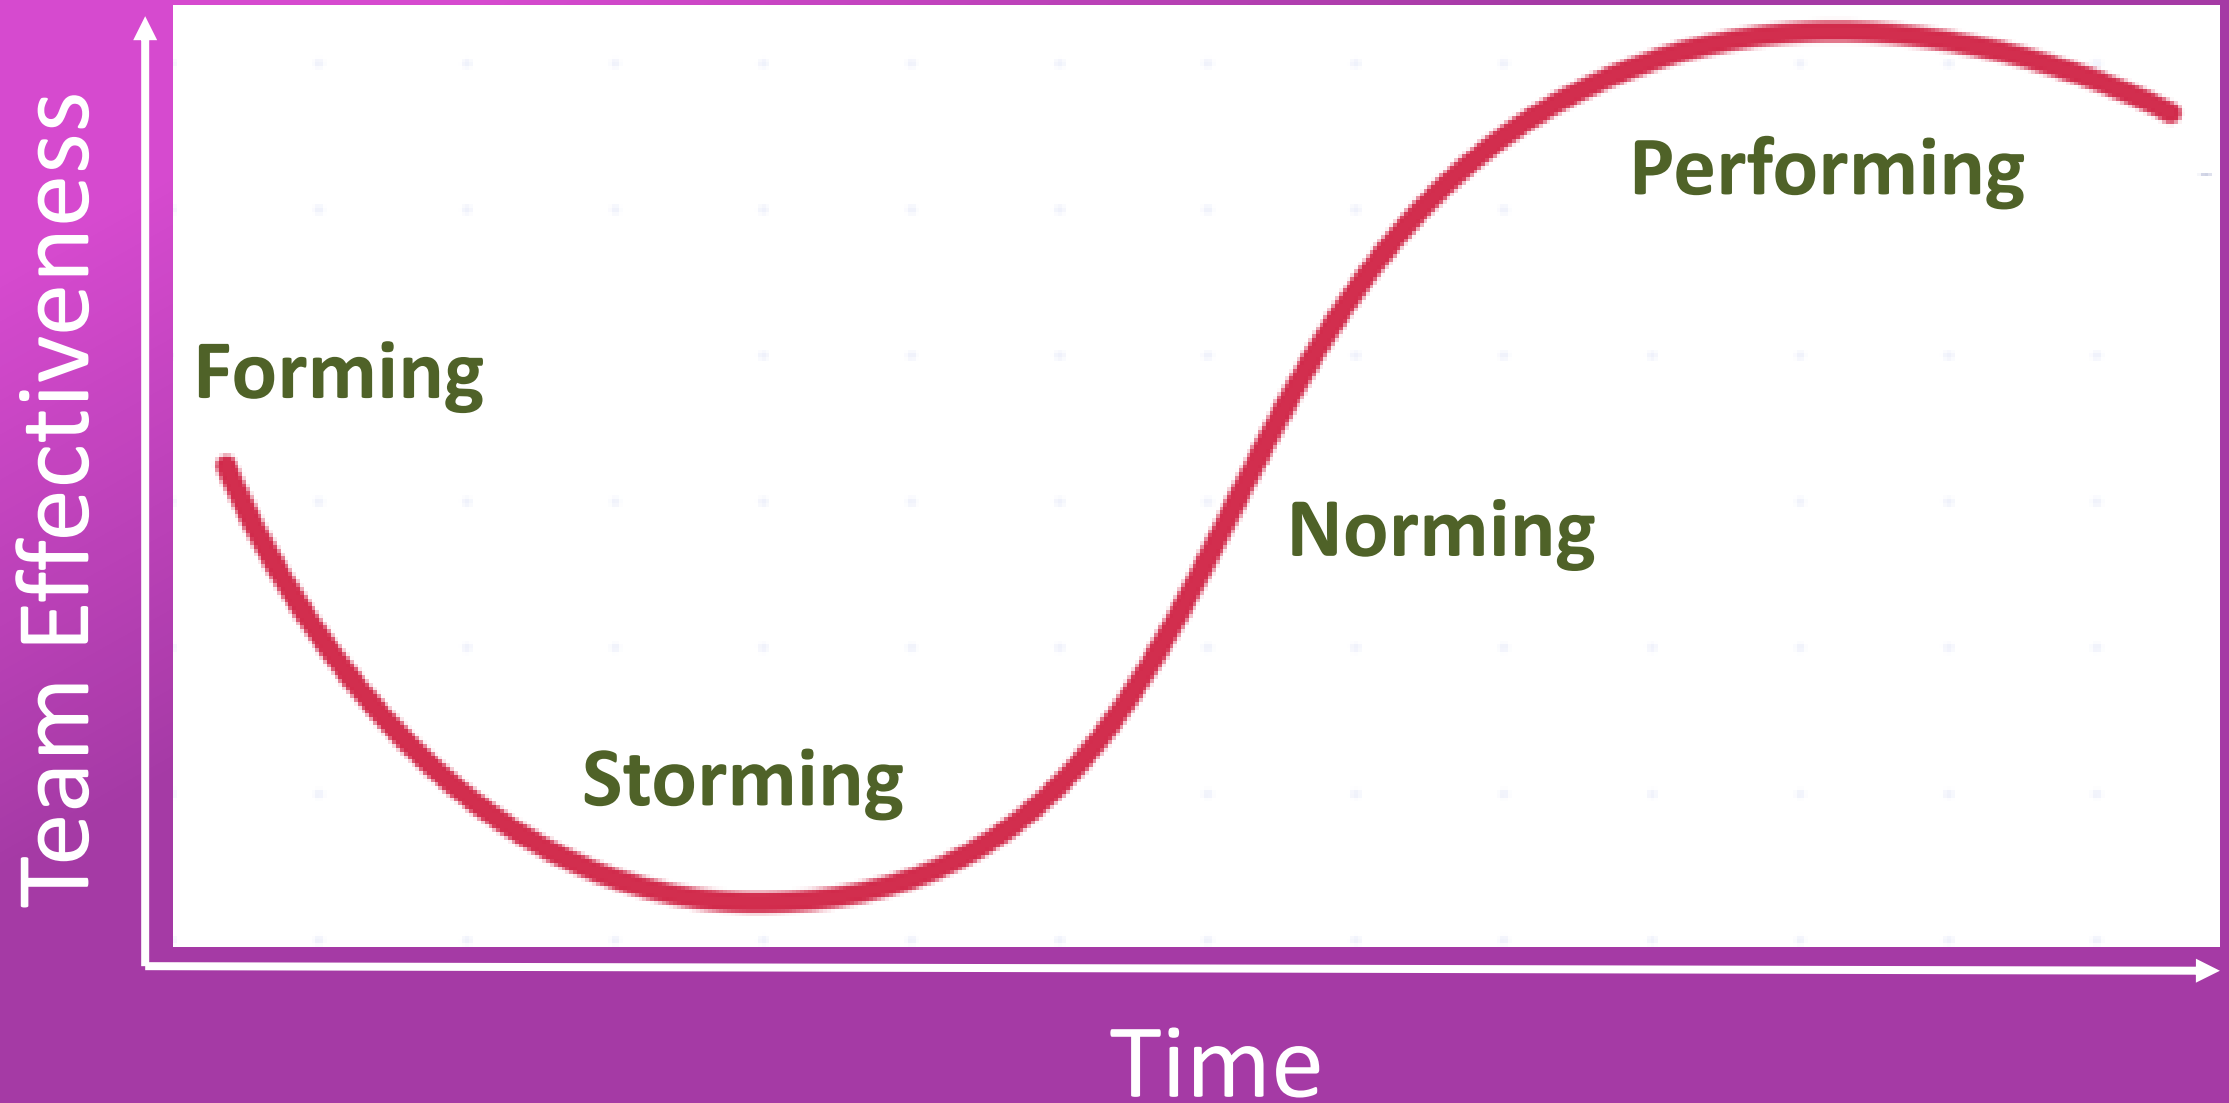 Team Effectiveness
Forming
Storming
Norming
Performing
Time